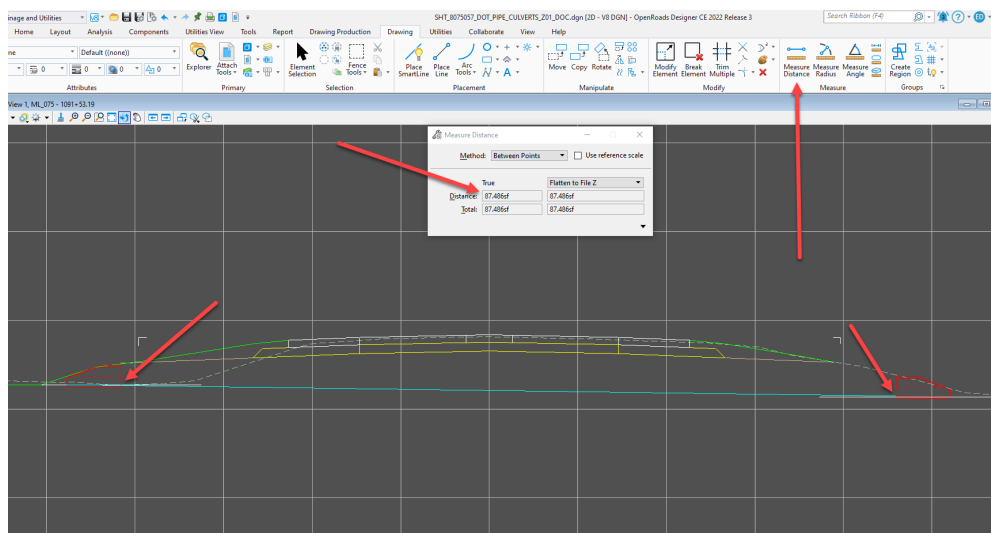 inage and Utilities
SHT_8075057_DOT_PIPE_CULVERTS_Z01_DOC.dgn [2D - V8 DGN] - OpenRoads Designer CE 2022 Release 3
Search Ribbon (F4)
Home Layout Analysis Components Utilities View Tools Report Drawing Production Drawing Utilities Collaborate View Help
ne Default ((none))
0 0 0 0
Explorer Attach Tools Element Selection Fence Tools Place SmartLine Place Line Arc Tools Move Copy Rotate Modify Element Break Element Trim Multiple Measure Distance Measure Radius Measure Angle Create Region
Attributes Primary Selection Placement Manipulate Modify Measure Groups
View 1, ML_075 - 1091+53.19
Measure Distance
Method: Between Points Use reference scale
True Flatten to File Z
Distance: 87.486sf 87.486sf
Total: 87.486sf 87.486sf